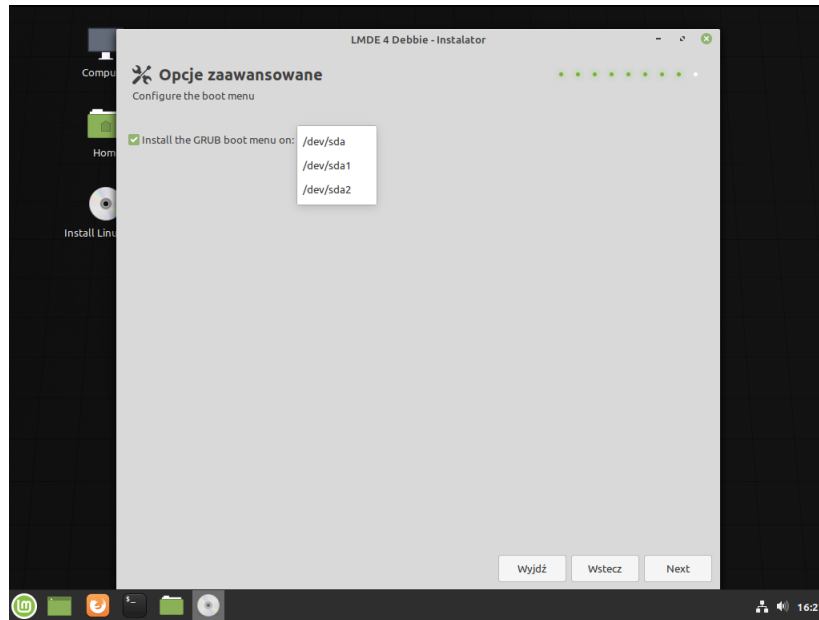 LMDE 4 Debbie - Instalator
Opcje zaawansowane
Configure the boot menu
Install the GRUB boot menu on:
/dev/sda
/dev/sda1
/dev/sda2
Compu
Hom
Install Linu
Wyjdź Wstecz Next
lm
$_
16:2